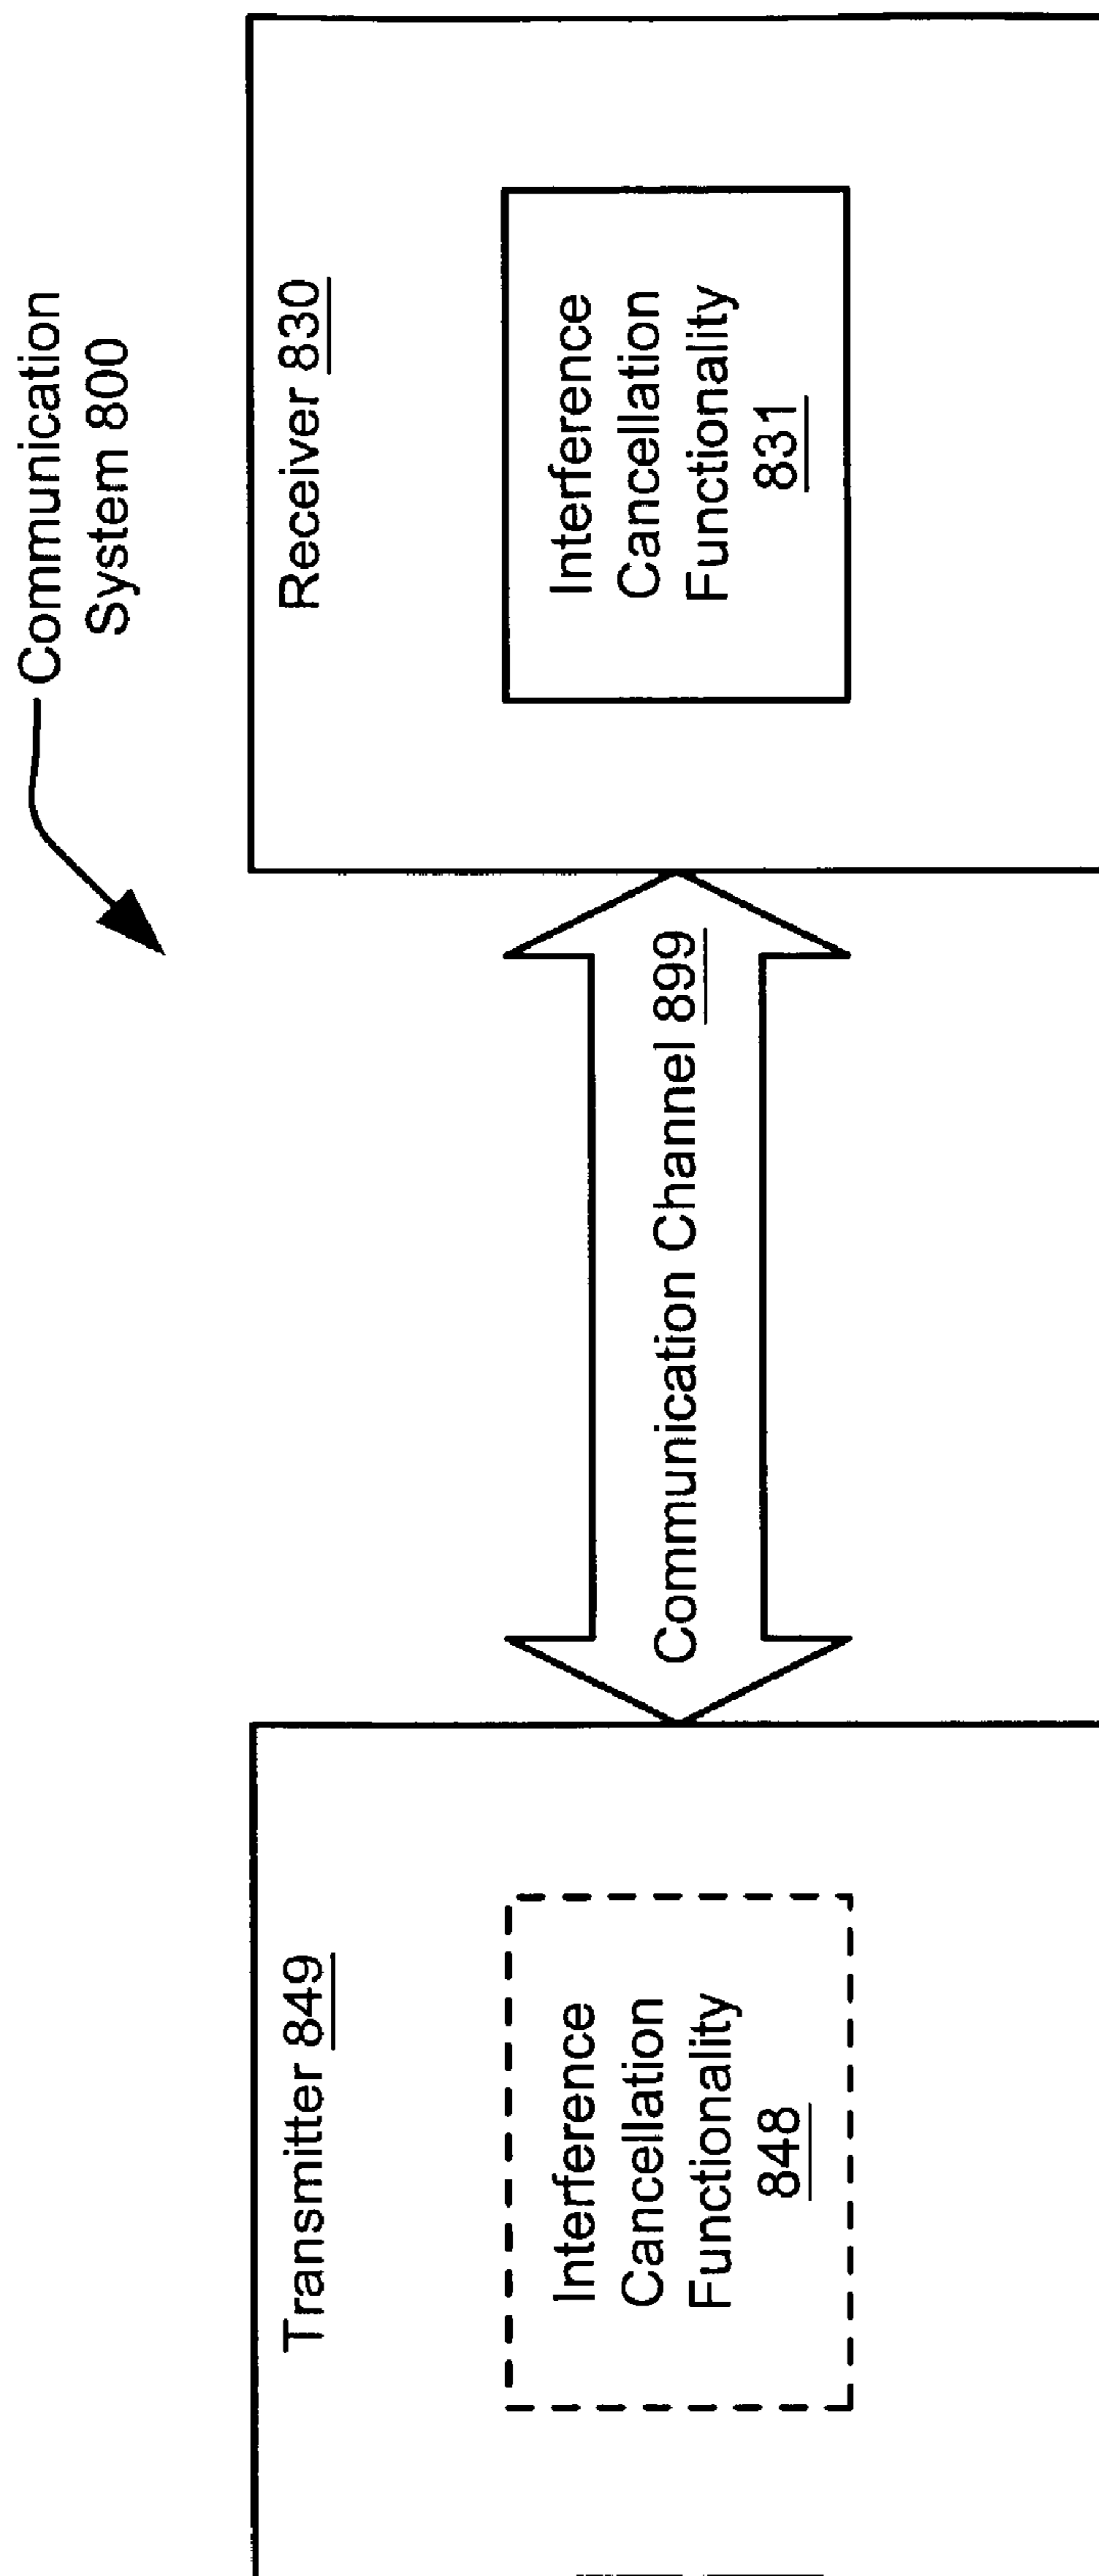 Communication
System 800
Transmitter 849
Interference
Cancellation
Functionality
848
Communication Channel 899
Receiver 830
Interference
Cancellation
Functionality
831